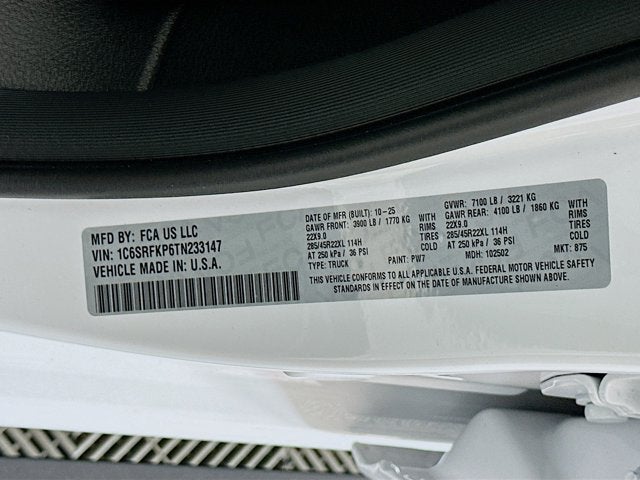 MFD BY: FCA US LLC
VIN: 1C6SRFKP6TN233147
VEHICLE MADE IN U.S.A.
DATE OF MFR (BUILT): 10-25 GVWR: 7100 LB / 3221 KG
GAWR FRONT: 3900 LB / 1770 KG WITH GAWR REAR: 4100 LB / 1860 KG WITH
22X9.0 RIMS 22X9.0 RIMS
285/45R22XL 114H TIRES 285/45R22XL 114H TIRES
AT 250 kPa / 36 PSI COLD AT 250 kPa / 36 PSI COLD
TYPE: TRUCK PAINT: PW7 MDH: 102502 MKT: B75
THIS VEHICLE CONFORMS TO ALL APPLICABLE U.S.A. FEDERAL MOTOR VEHICLE SAFETY
STANDARDS IN EFFECT ON THE DATE OF MANUFACTURE SHOWN ABOVE.